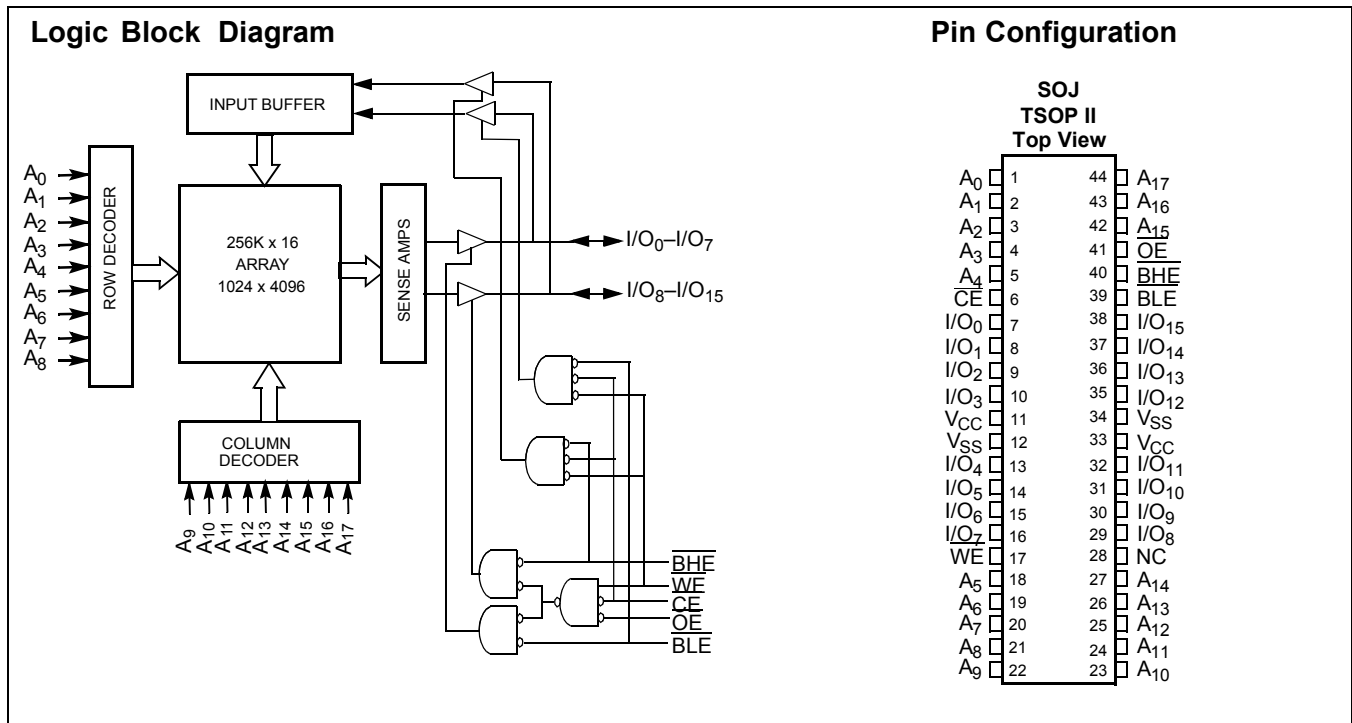 Logic Block Diagram
INPUT BUFFER
A0
A1
A2
A3
A4
A5
A6
A7
A8
ROW DECODER
256K x 16
ARRAY
1024 x 4096
SENSE AMPS
I/O0–I/O7
I/O8–I/O15
COLUMN
DECODER
A9
A10
A11
A12
A13
A14
A15
A16
A17
BHE
WE
CE
OE
BLE
Pin Configuration
SOJ
TSOP II
Top View
A0 1 44 A17
A1 2 43 A16
A2 3 42 A15
A3 4 41 OE
A4 5 40 BHE
CE 6 39 BLE
I/O0 7 38 I/O15
I/O1 8 37 I/O14
I/O2 9 36 I/O13
I/O3 10 35 I/O12
VCC 11 34 VSS
VSS 12 33 VCC
I/O4 13 32 I/O11
I/O5 14 31 I/O10
I/O6 15 30 I/O9
I/O7 16 29 I/O8
WE 17 28 NC
A5 18 27 A14
A6 19 26 A13
A7 20 25 A12
A8 21 24 A11
A9 22 23 A10